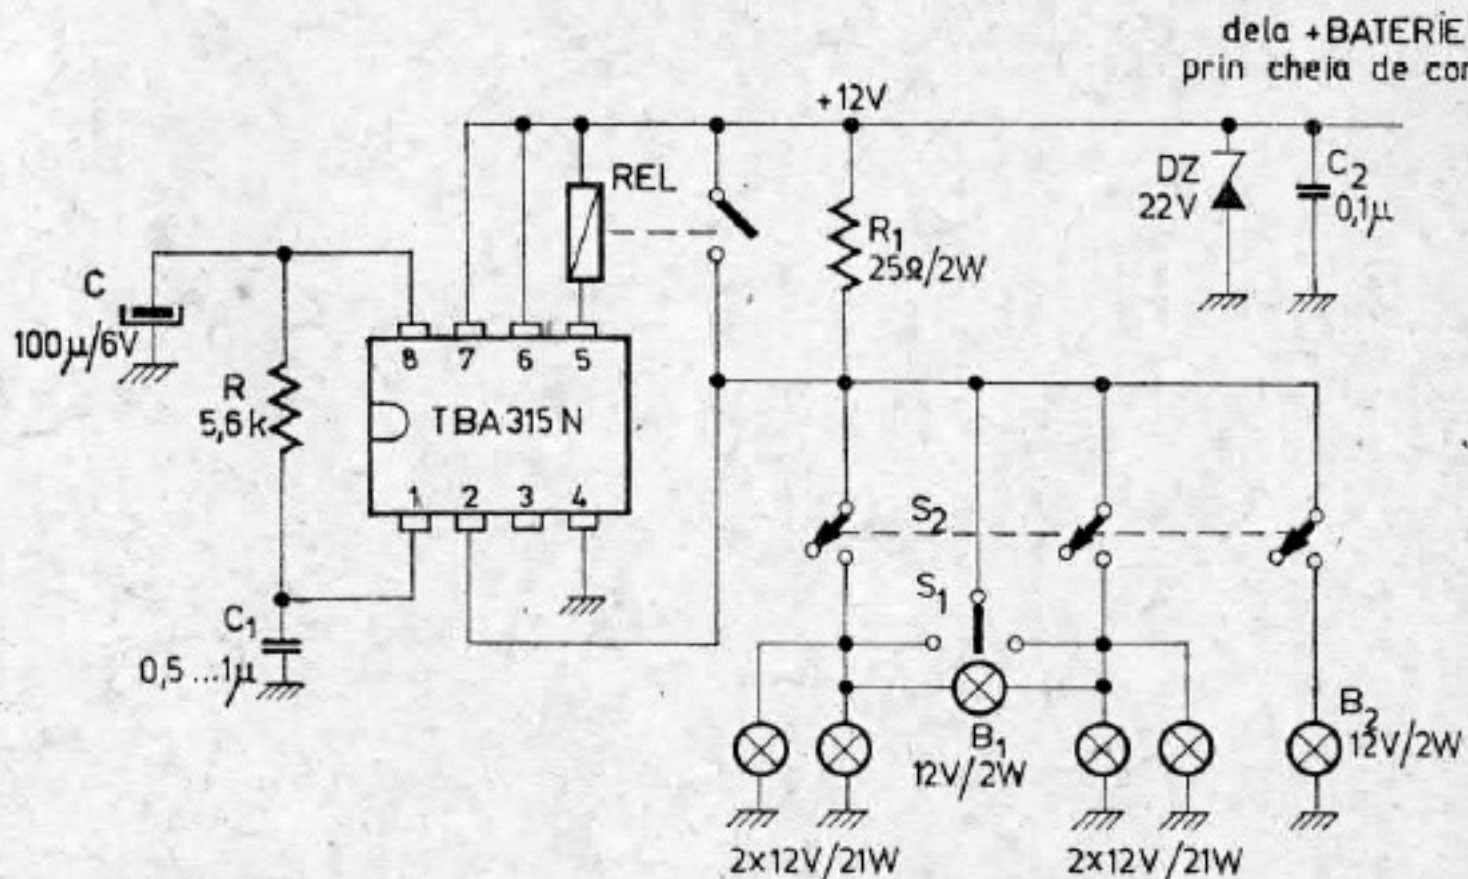 dela +BATERIE
prin cheia de con
+12V
REL
DZ
22V
C2
0,1µ
R1
25Ω/2W
C
100µ/6V
8 7 6 5
R
5,6k
TBA315N
1 2 3 4
S2
S1
C1
0,5...1µ
B1
12V/2W
B2
12V/2W
2x12V/21W
2x12V/21W